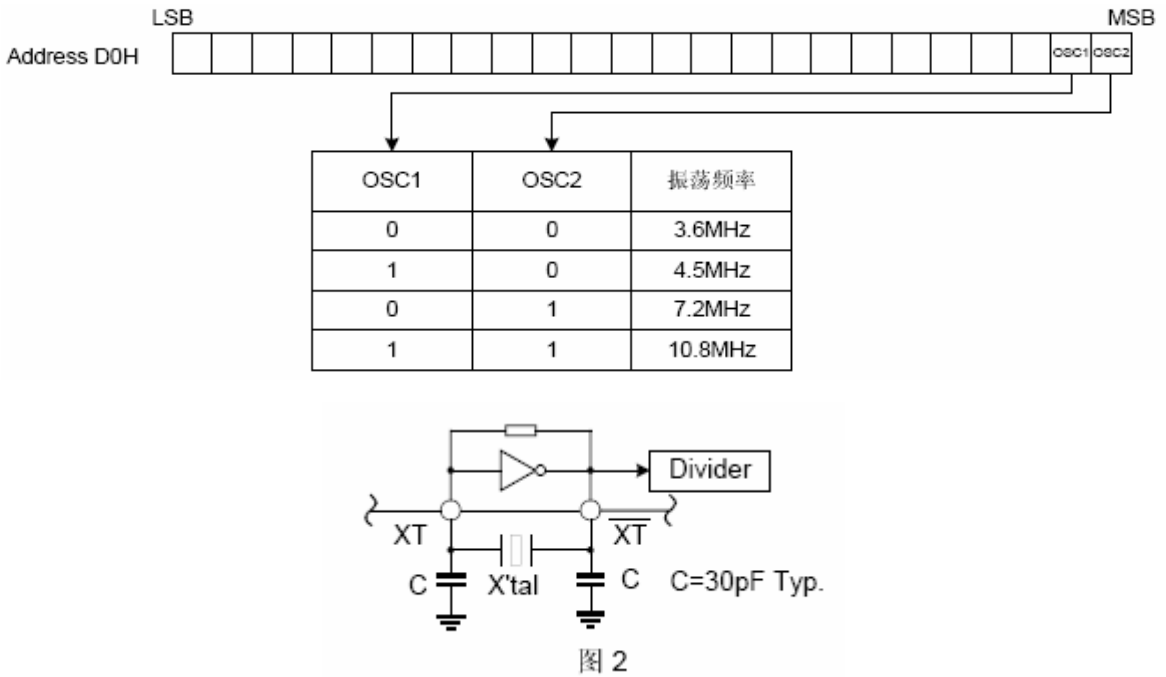 LSB MSB
Address D0H OSC1 OSC2
OSC1 OSC2 振荡频率
0 0 3.6MHz
1 0 4.5MHz
0 1 7.2MHz
1 1 10.8MHz
Divider
XT X̅T̅
C X'tal C C=30pF Typ.
图 2